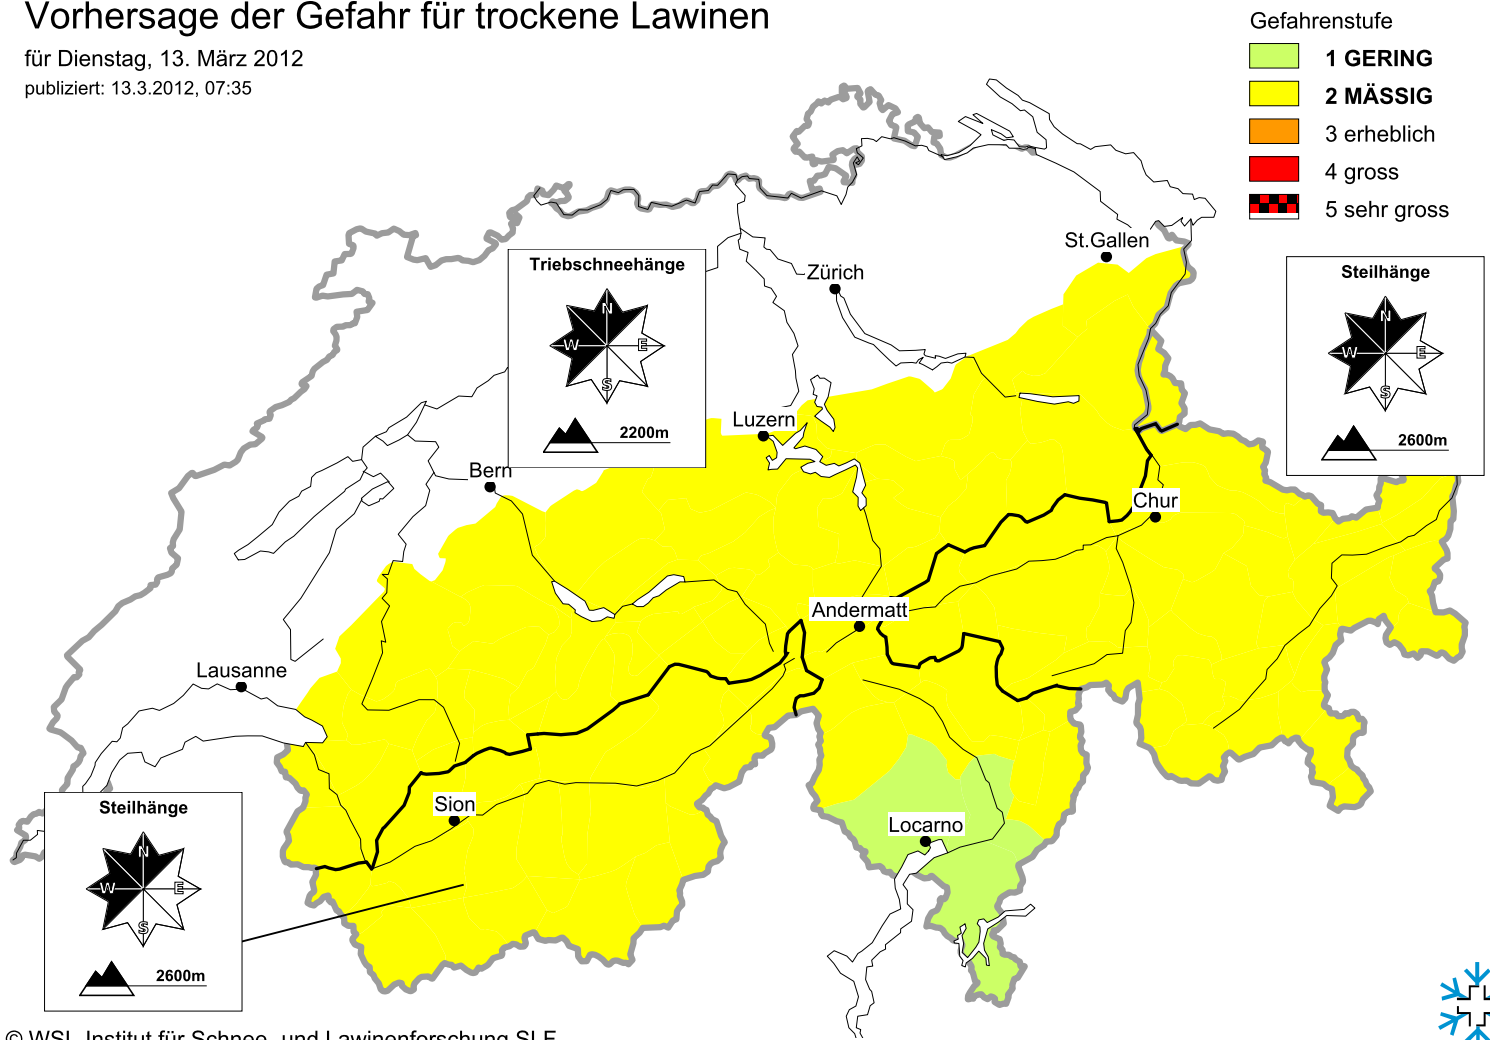 Vorhersage der Gefahr für trockene Lawinen
für Dienstag, 13. März 2012
publiziert: 13.3.2012, 07:35
Gefahrenstufe
1 GERING
2 MÄSSIG
3 erheblich
4 gross
5 sehr gross
St.Gallen
Zürich
Triebschneehänge
N
W E
S
2200m
Steilhänge
N
W E
S
2600m
Luzern
Bern
Chur
Andermatt
Lausanne
Sion
Locarno
Steilhänge
N
W E
S
2600m
© WSL-Institut für Schnee- und Lawinenforschung SLF